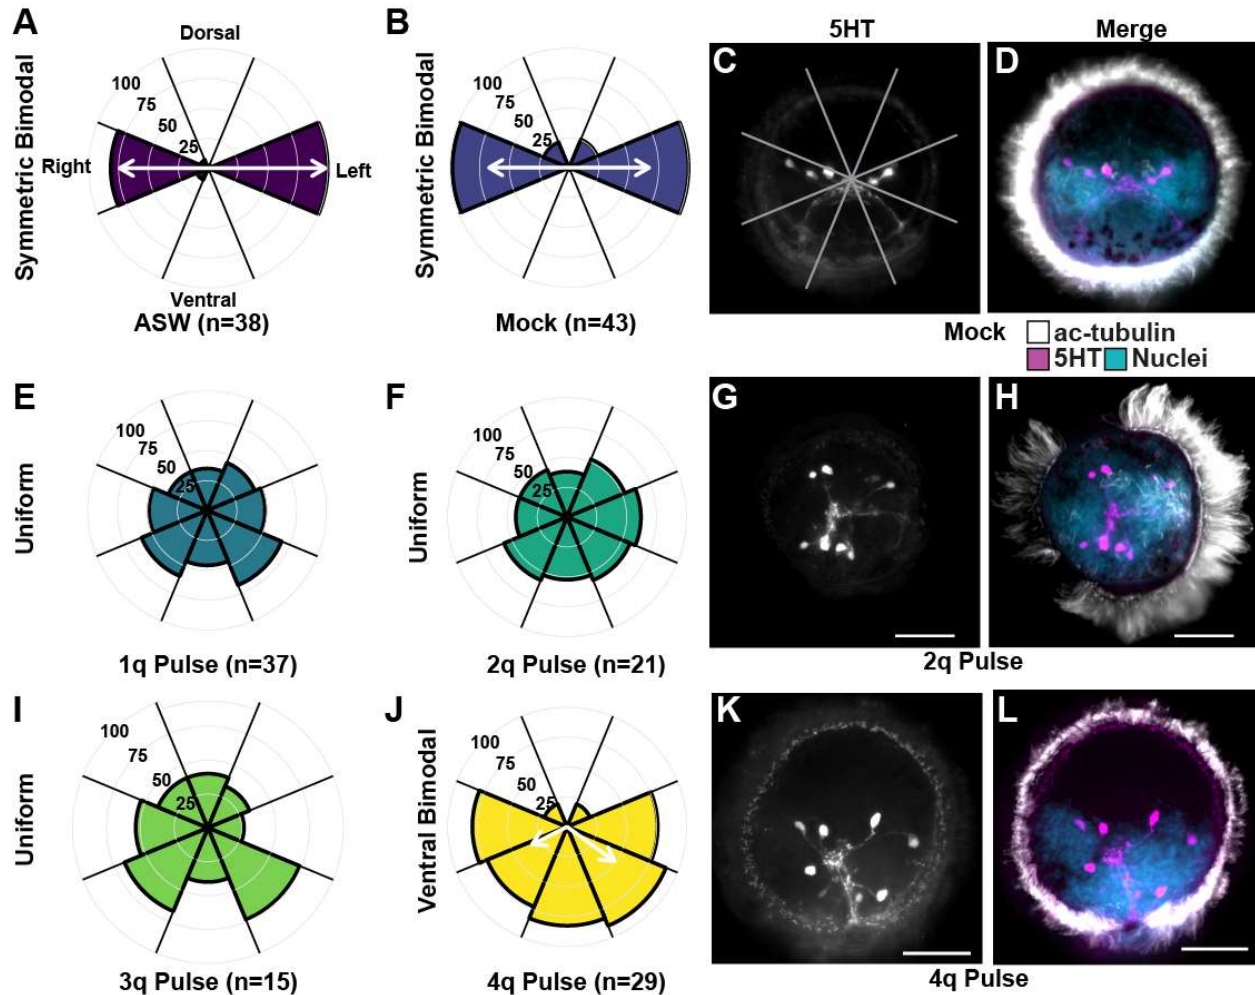 A
B
5HT
Merge
Dorsal
C
D
Symmetric Bimodal
100
75
50
25
Right
Left
Symmetric Bimodal
100
75
50
25
Ventral
ASW (n=38)
Mock (n=43)
Mock
ac-tubulin
5HT Nuclei
E
F
G
H
Uniform
100
75
50
25
Uniform
100
75
50
25
1q Pulse (n=37)
2q Pulse (n=21)
2q Pulse
I
J
K
L
Uniform
100
75
50
25
Ventral Bimodal
100
75
50
25
3q Pulse (n=15)
4q Pulse (n=29)
4q Pulse